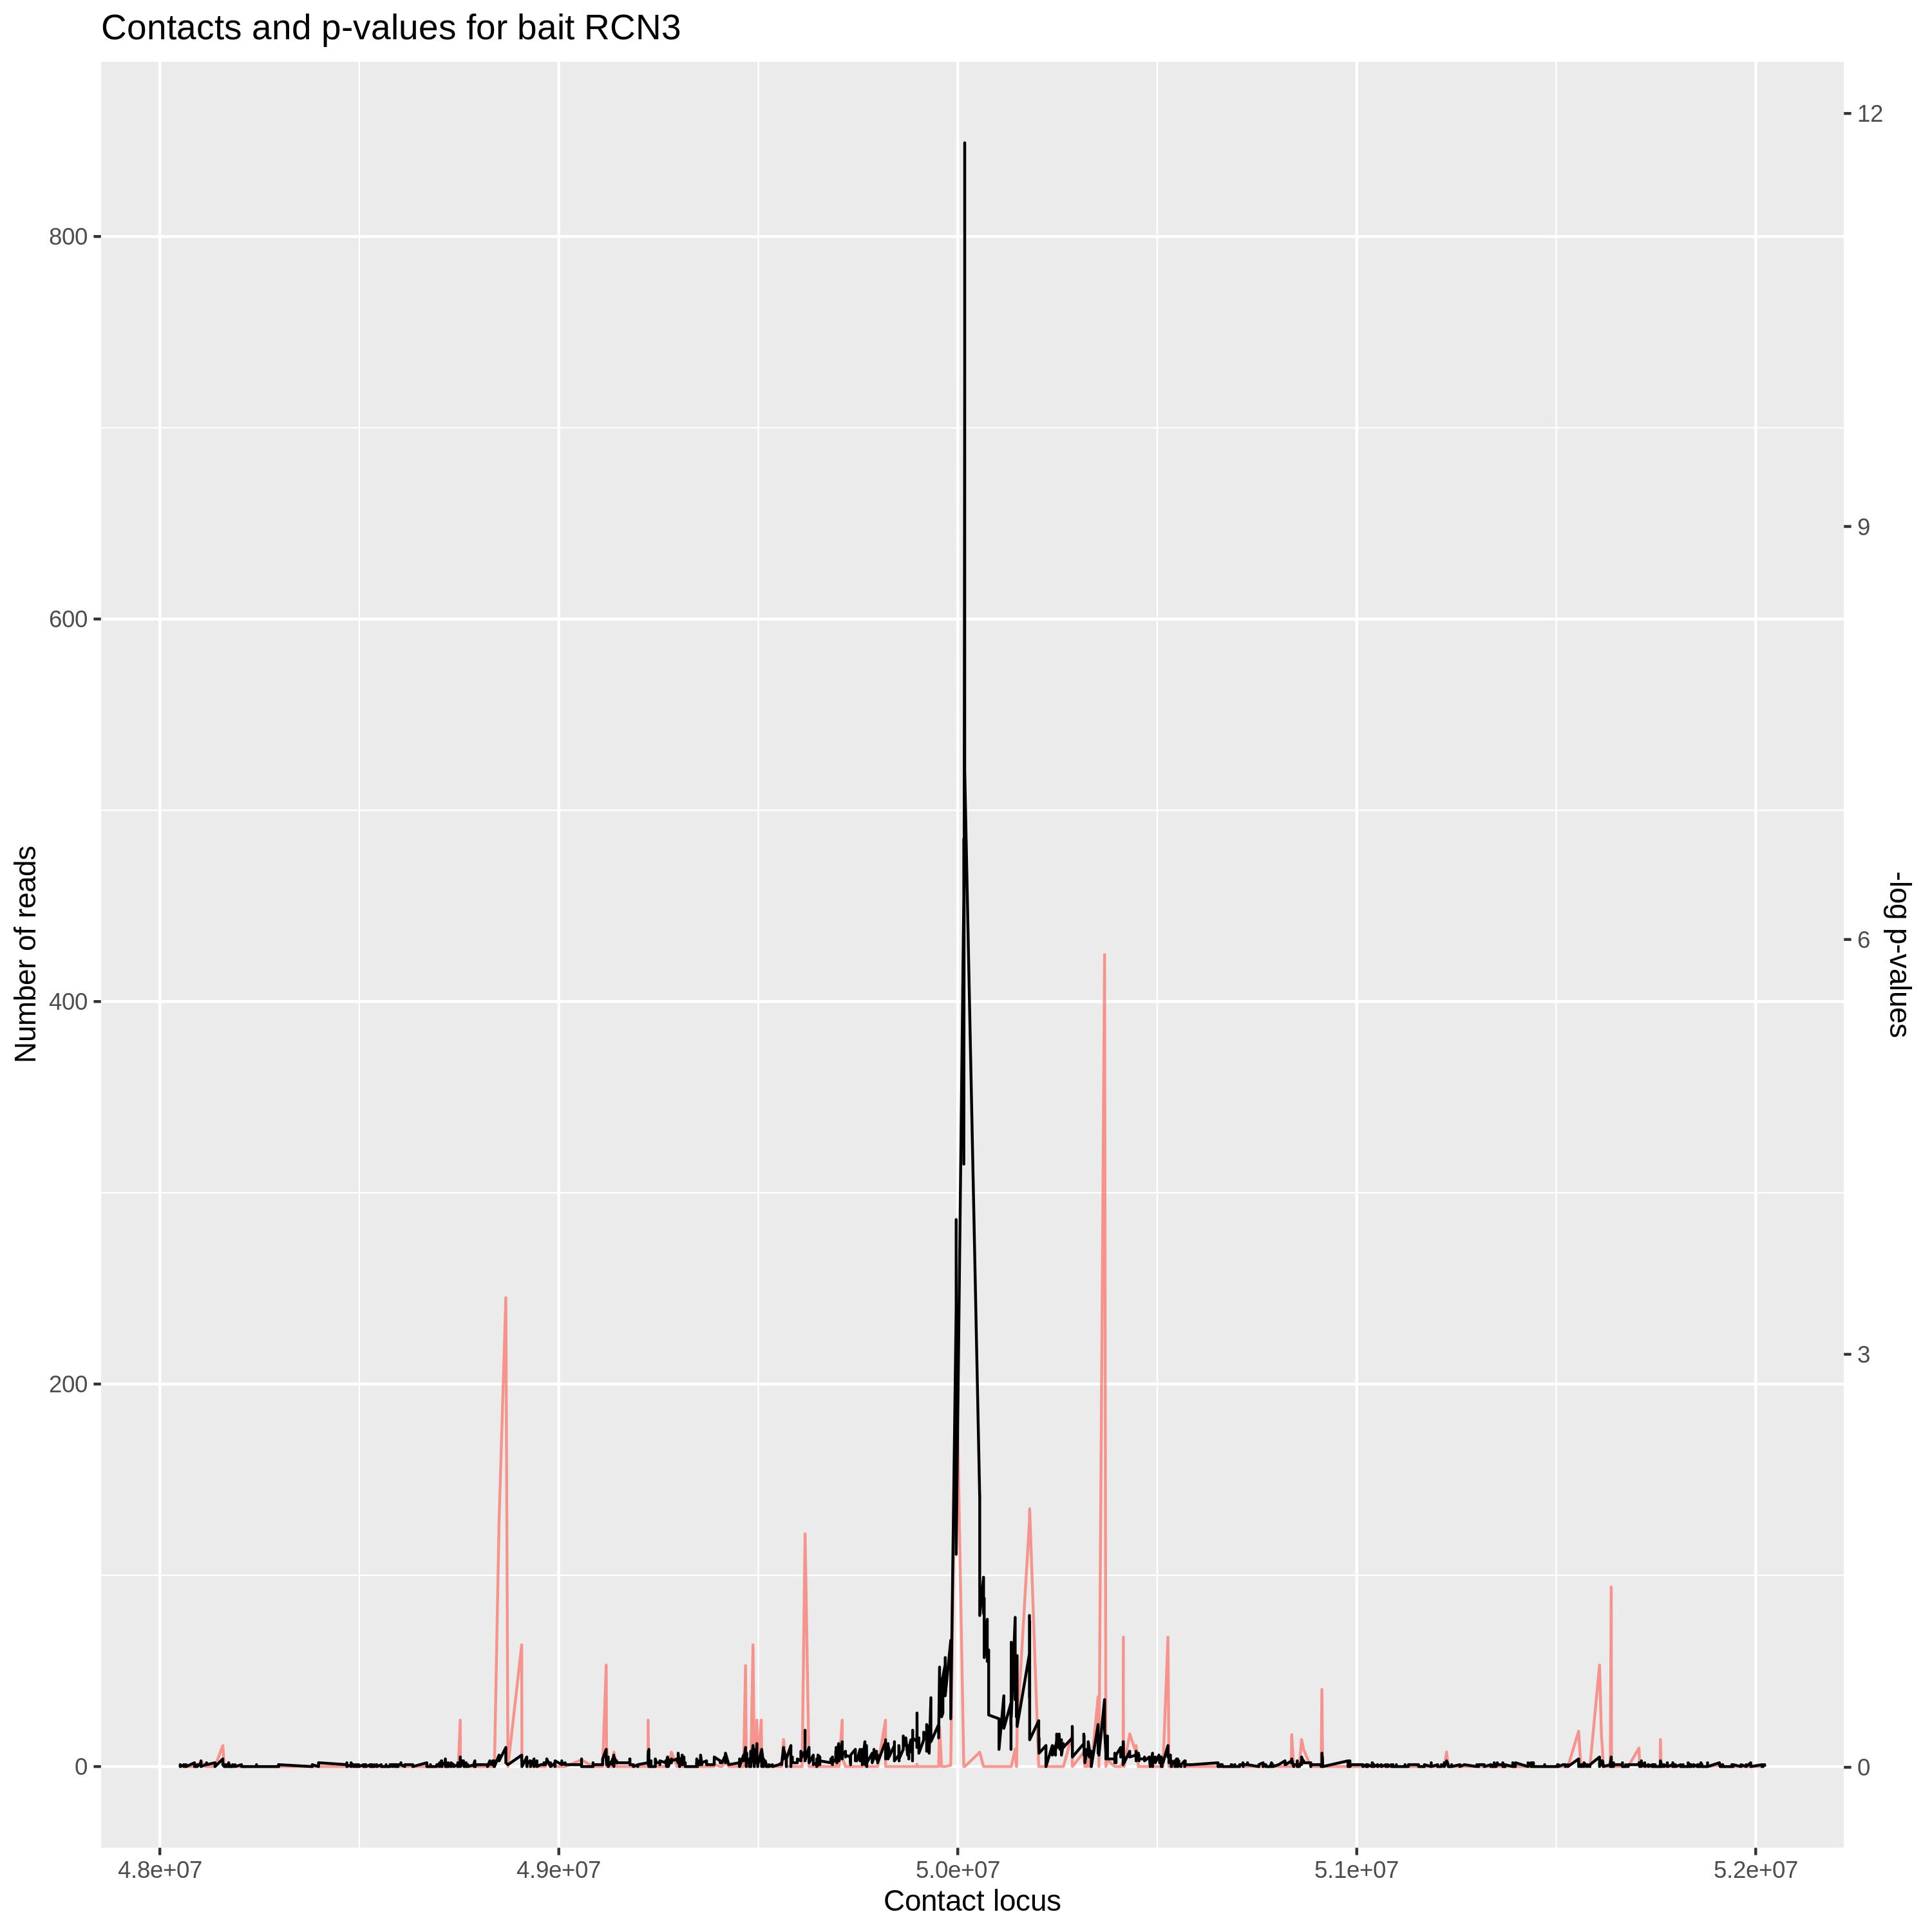 Contacts and p-values for bait RCN3
12
800
9
600
Number of reads
-log p-values
6
400
3
200
0
0
4.8e+07
4.9e+07
5.0e+07
5.1e+07
5.2e+07
Contact locus